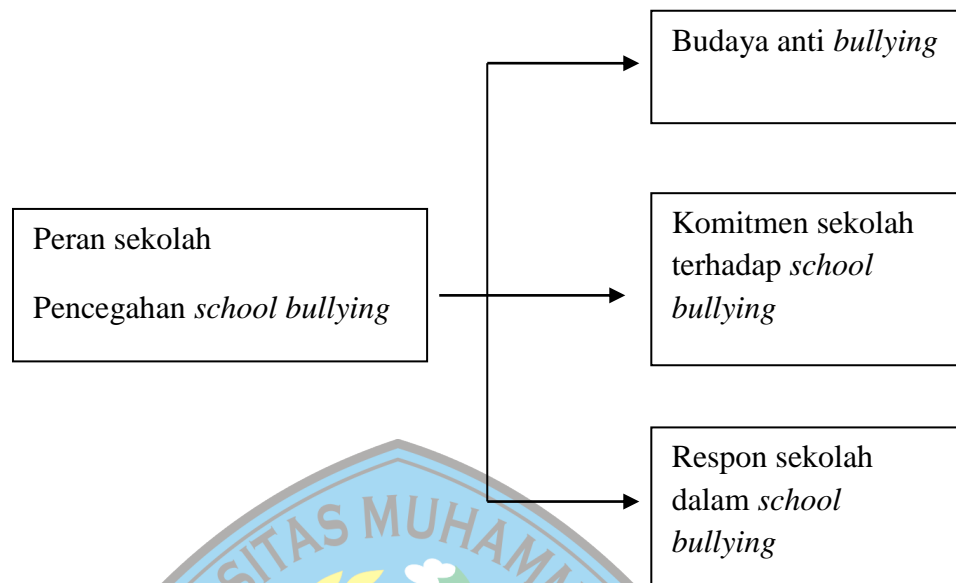 Budaya anti bullying
Peran sekolah
Pencegahan school bullying
Komitmen sekolah
terhadap school
bullying
Respon sekolah
dalam school
bullying
SITAS MUHAMMA